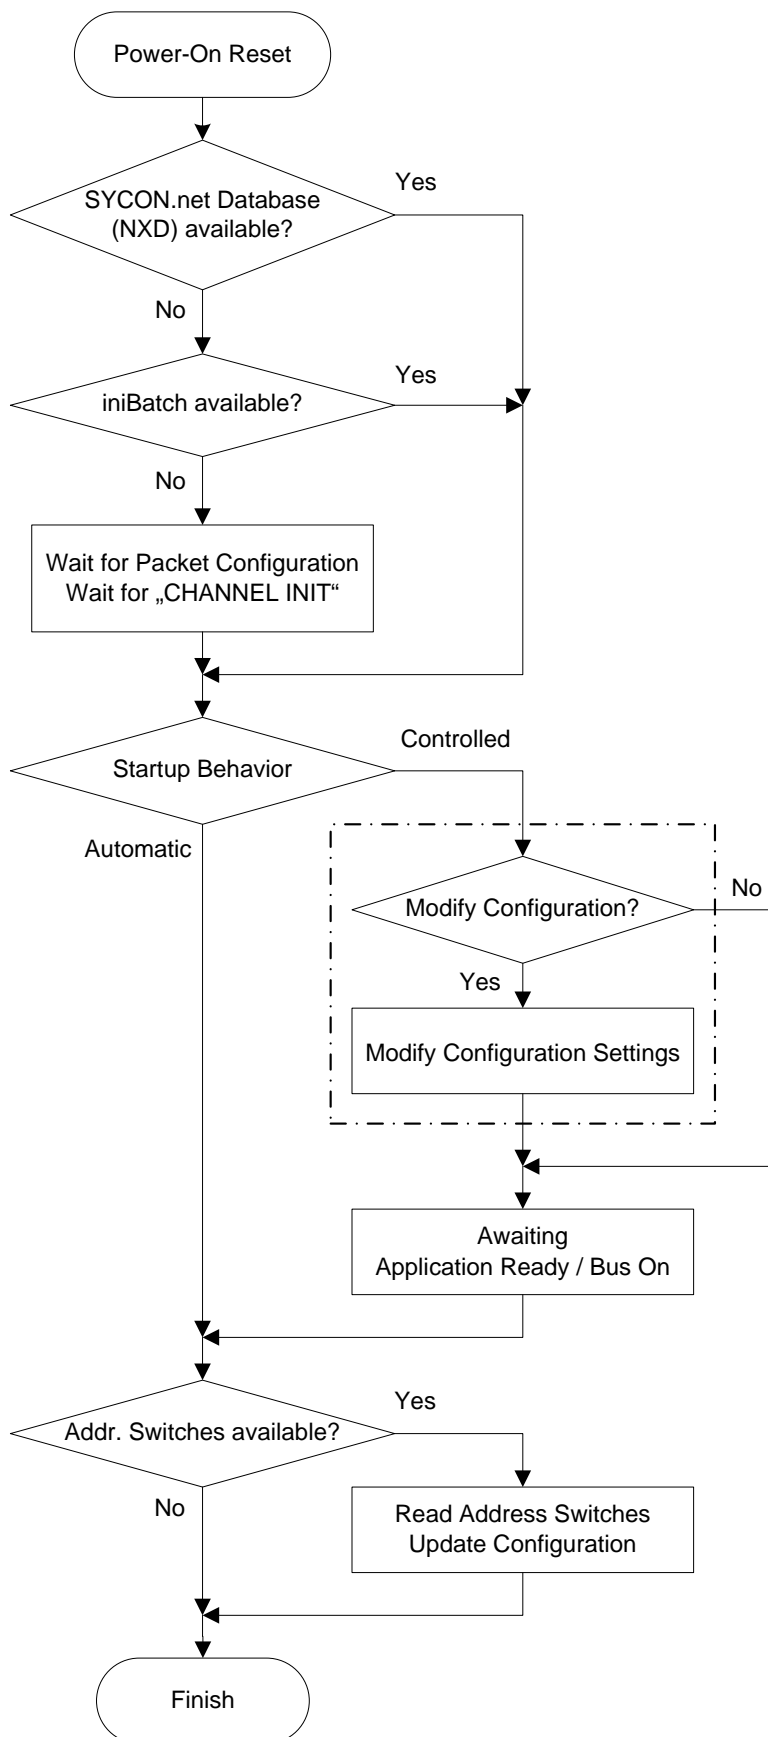 Power-On Reset
SYCON.net Database
(NXD) available?
Yes
No
iniBatch available?
Yes
No
Wait for Packet Configuration
Wait for „CHANNEL INIT“
Startup Behavior
Controlled
Automatic
Modify Configuration?
No
Yes
Modify Configuration Settings
Awaiting
Application Ready / Bus On
Addr. Switches available?
Yes
No
Read Address Switches
Update Configuration
Finish